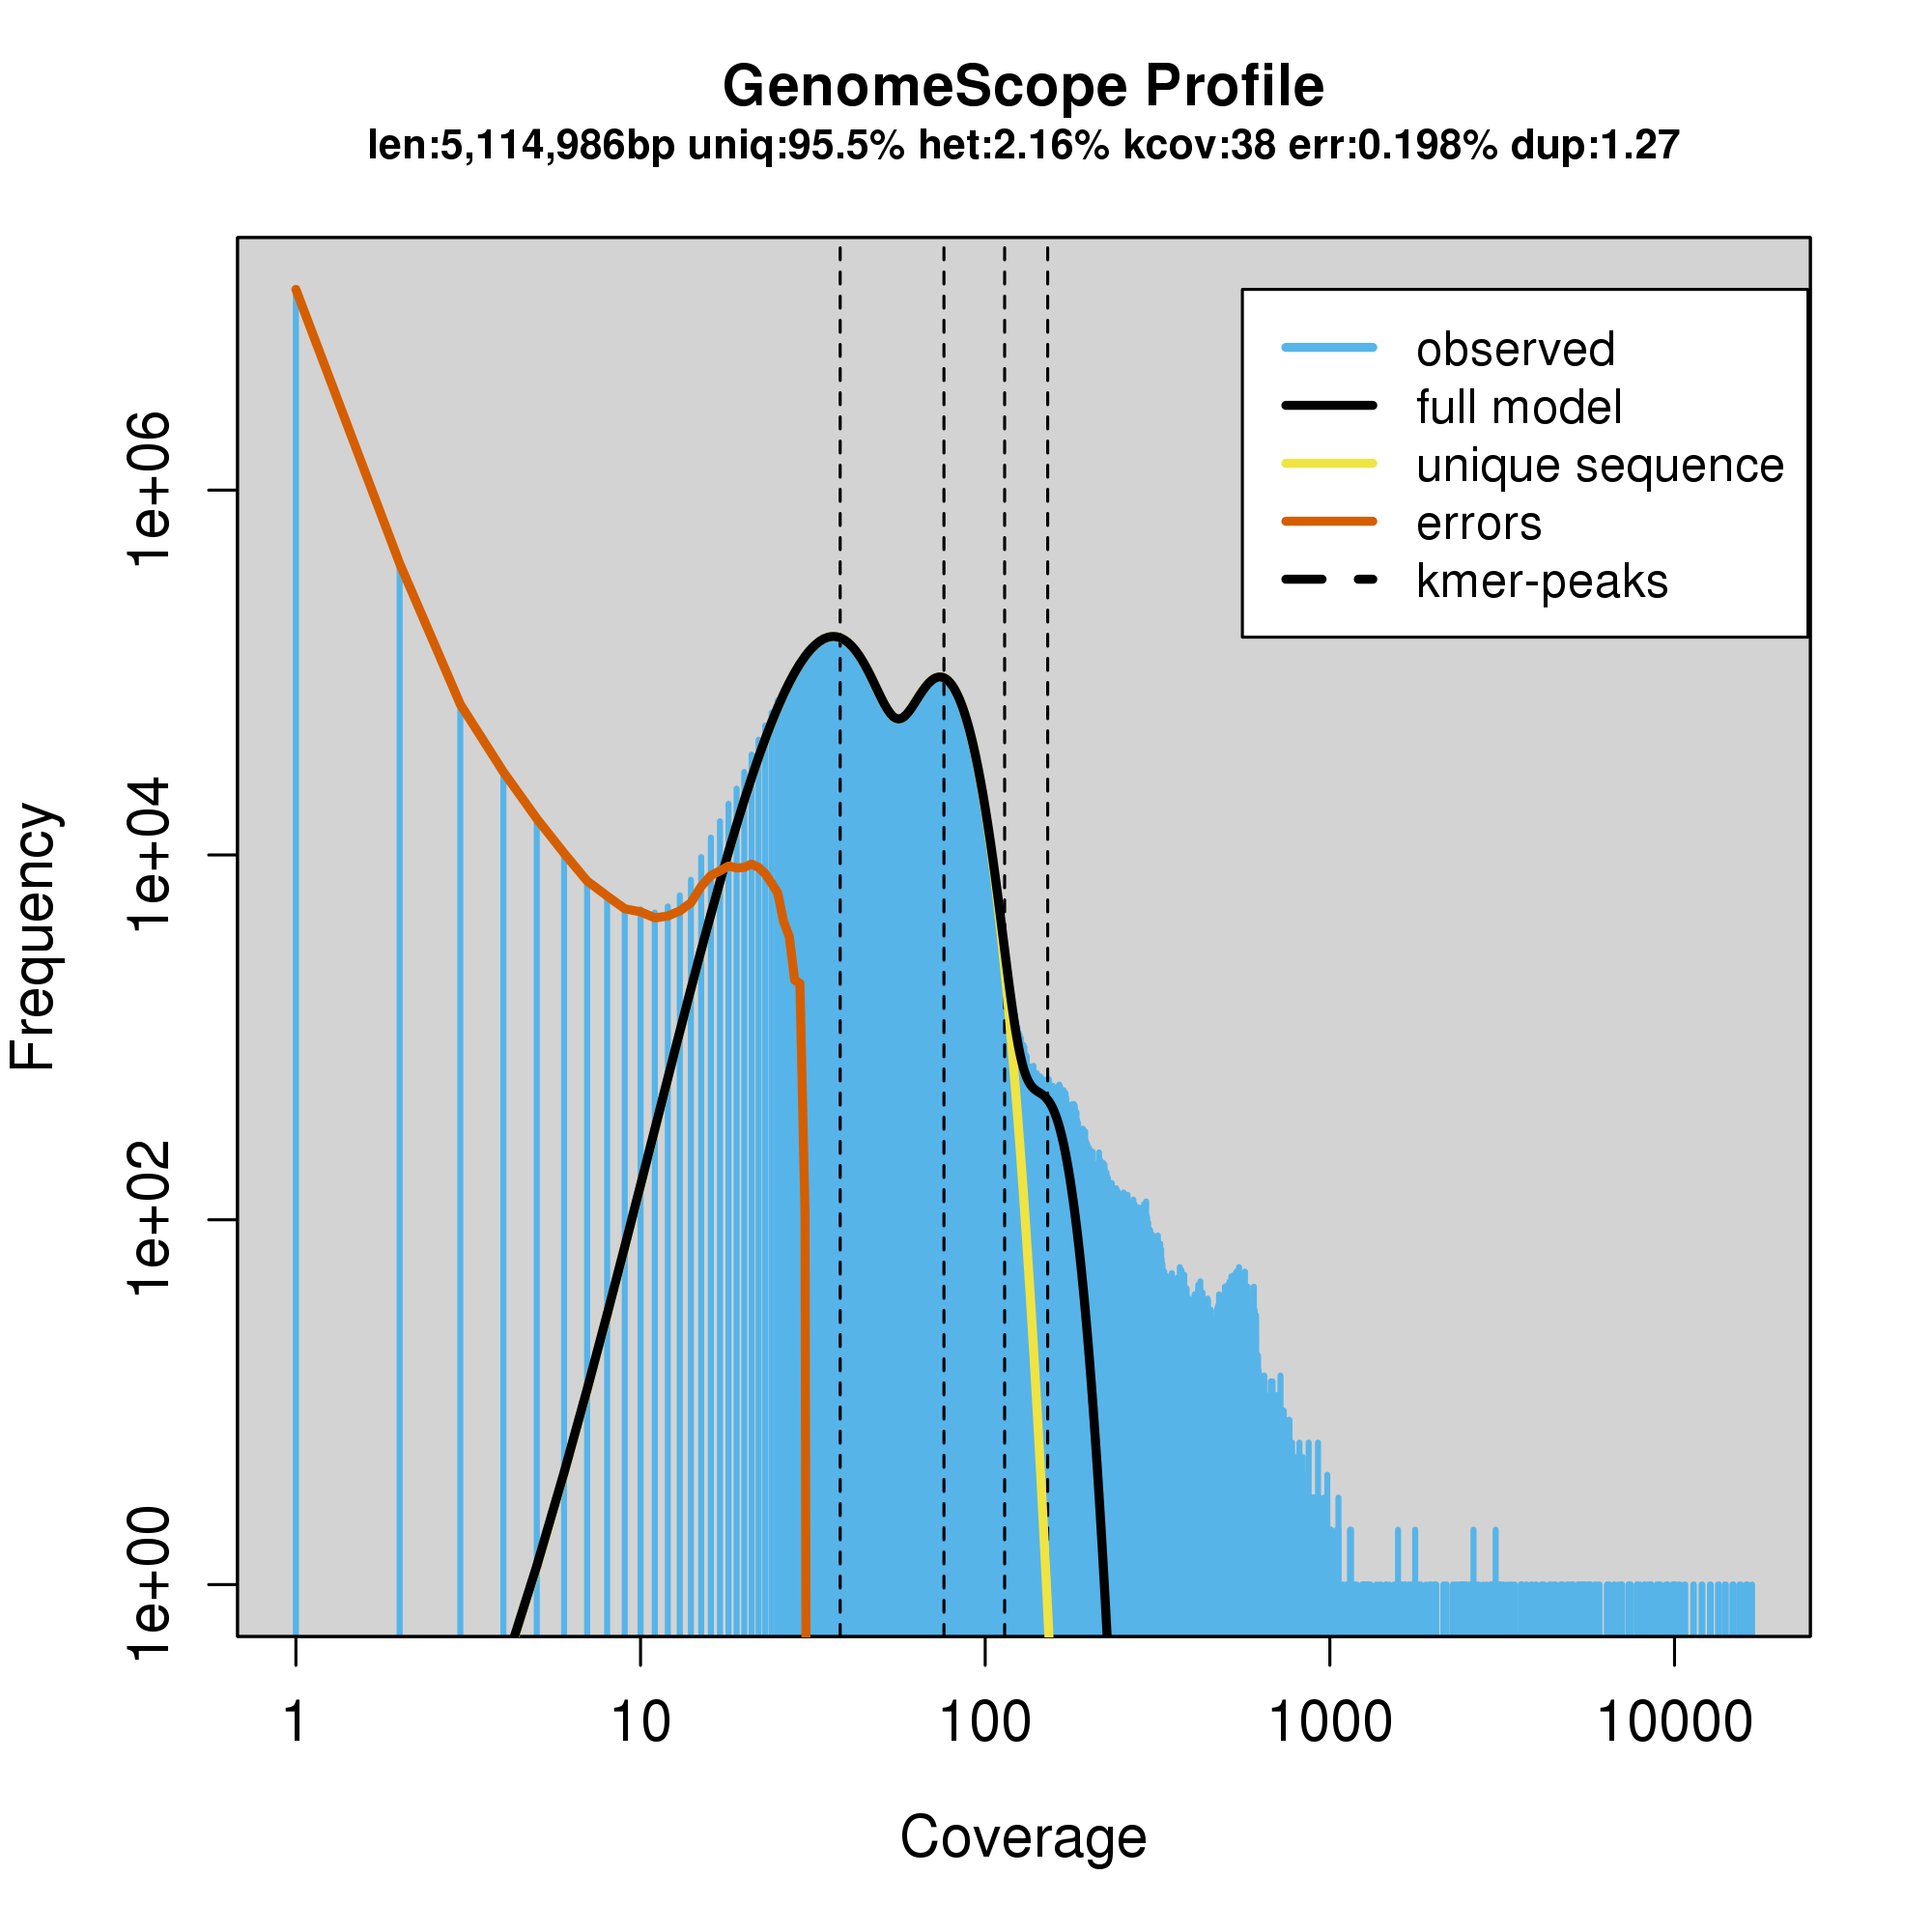 GenomeScope Profile
len:5,114,986bp uniq:95.5% het:2.16% kcov:38 err:0.198% dup:1.27
observed
full model
unique sequence
errors
kmer-peaks
Frequency
1e+06
1e+04
1e+02
1e+00
1 10 100 1000 10000
Coverage